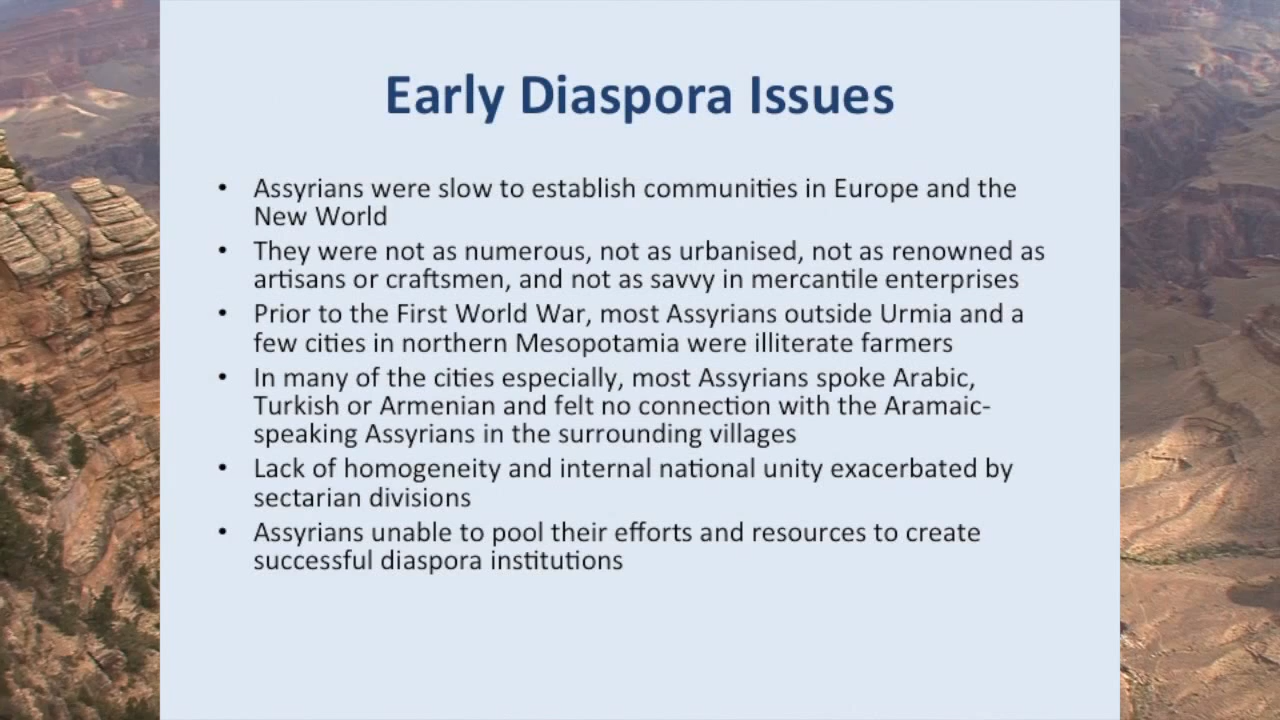 Early Diaspora Issues
• Assyrians were slow to establish communities in Europe and the
New World
• They were not as numerous, not as urbanised, not as renowned as
artisans or craftsmen, and not as savvy in mercantile enterprises
• Prior to the First World War, most Assyrians outside Urmia and a
few cities in northern Mesopotamia were illiterate farmers
• In many of the cities especially, most Assyrians spoke Arabic,
Turkish or Armenian and felt no connection with the Aramaic-
speaking Assyrians in the surrounding villages
• Lack of homogeneity and internal national unity exacerbated by
sectarian divisions
• Assyrians unable to pool their efforts and resources to create
successful diaspora institutions